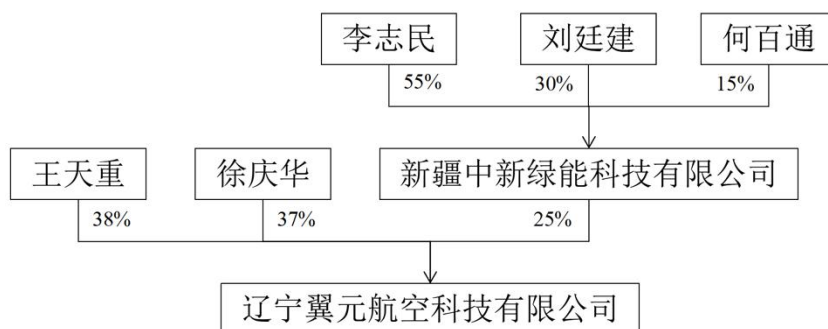 李志民 刘廷建 何百通
55% 30% 15%
王天重 徐庆华 新疆中新绿能科技有限公司
38% 37% 25%
辽宁翼元航空科技有限公司